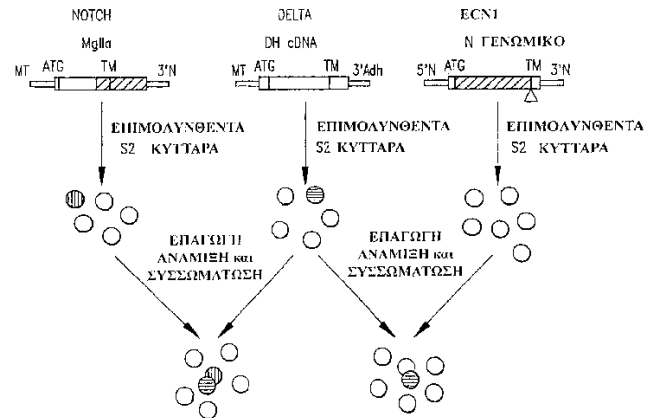 NOTCH DELTA ECN1
MgIIa DH cDNA N ΓΕΝΩΜΙΚΟ
MT ATG TM 3'N MT ATG 3'Adh 5'N ATG TM 3'N
ΕΠΙΜΟΛΥΝΘΕΝΤΑ ΕΠΙΜΟΛΥΝΘΕΝΤΑ ΕΠΙΜΟΛΥΝΘΕΝΤΑ
S2 ΚΥΤΤΑΡΑ S2 ΚΥΤΤΑΡΑ S2 ΚΥΤΤΑΡΑ
ΕΠΑΓΩΓΗ ΕΠΑΓΩΓΗ
ΑΝΑΜΙΞΗ και ΑΝΑΜΙΞΗ και
ΣΥΣΣΩΜΑΤΩΣΗ ΣΥΣΣΩΜΑΤΩΣΗ